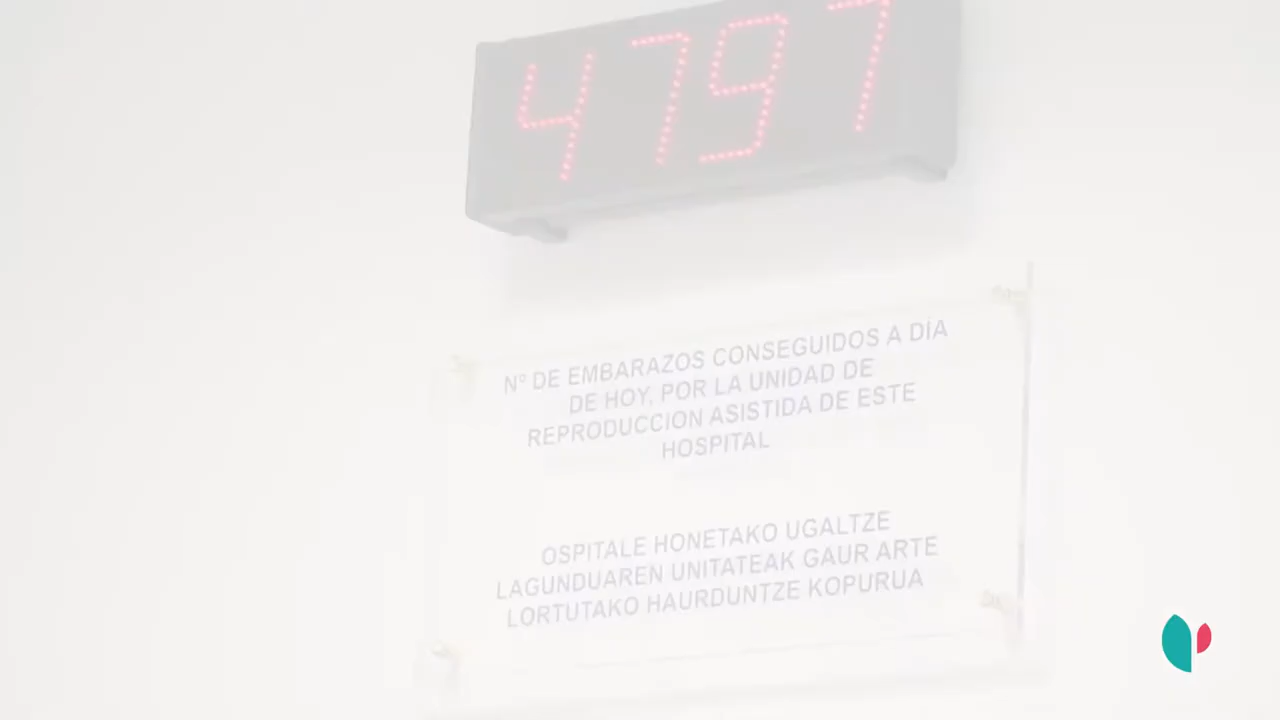 4797
Nº DE EMBARAZOS CONSEGUIDOS A DÍA
DE HOY, POR LA UNIDAD DE
REPRODUCCION ASISTIDA DE ESTE
HOSPITAL
OSPITALE HONETAKO UGALTZE
LAGUNDUAREN UNITATEAK GAUR ARTE
LORTUTAKO HAURDUNTZE KOPURUA